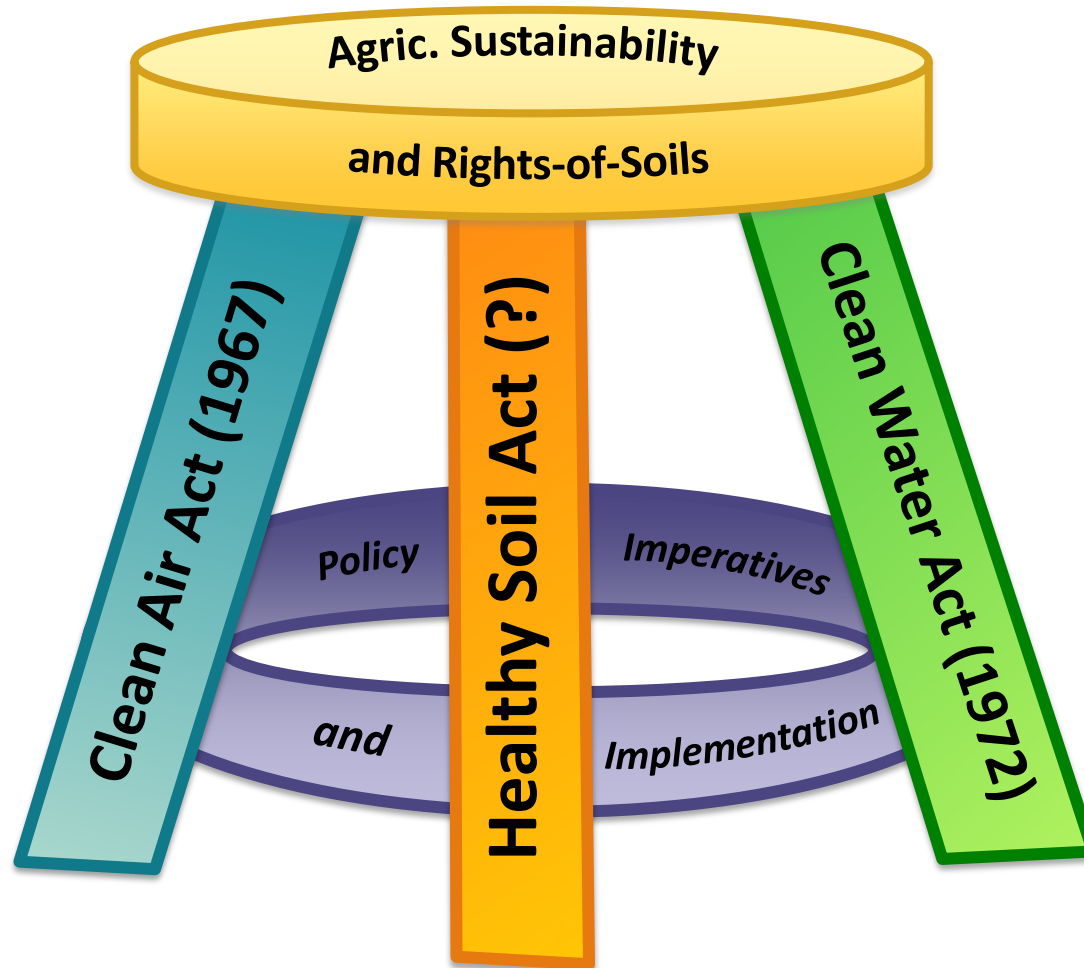 Agric. Sustainability
and Rights-of-Soils
Clean Air Act (1967)
Healthy Soil Act (?)
Clean Water Act (1972)
Policy
Imperatives
and
Implementation